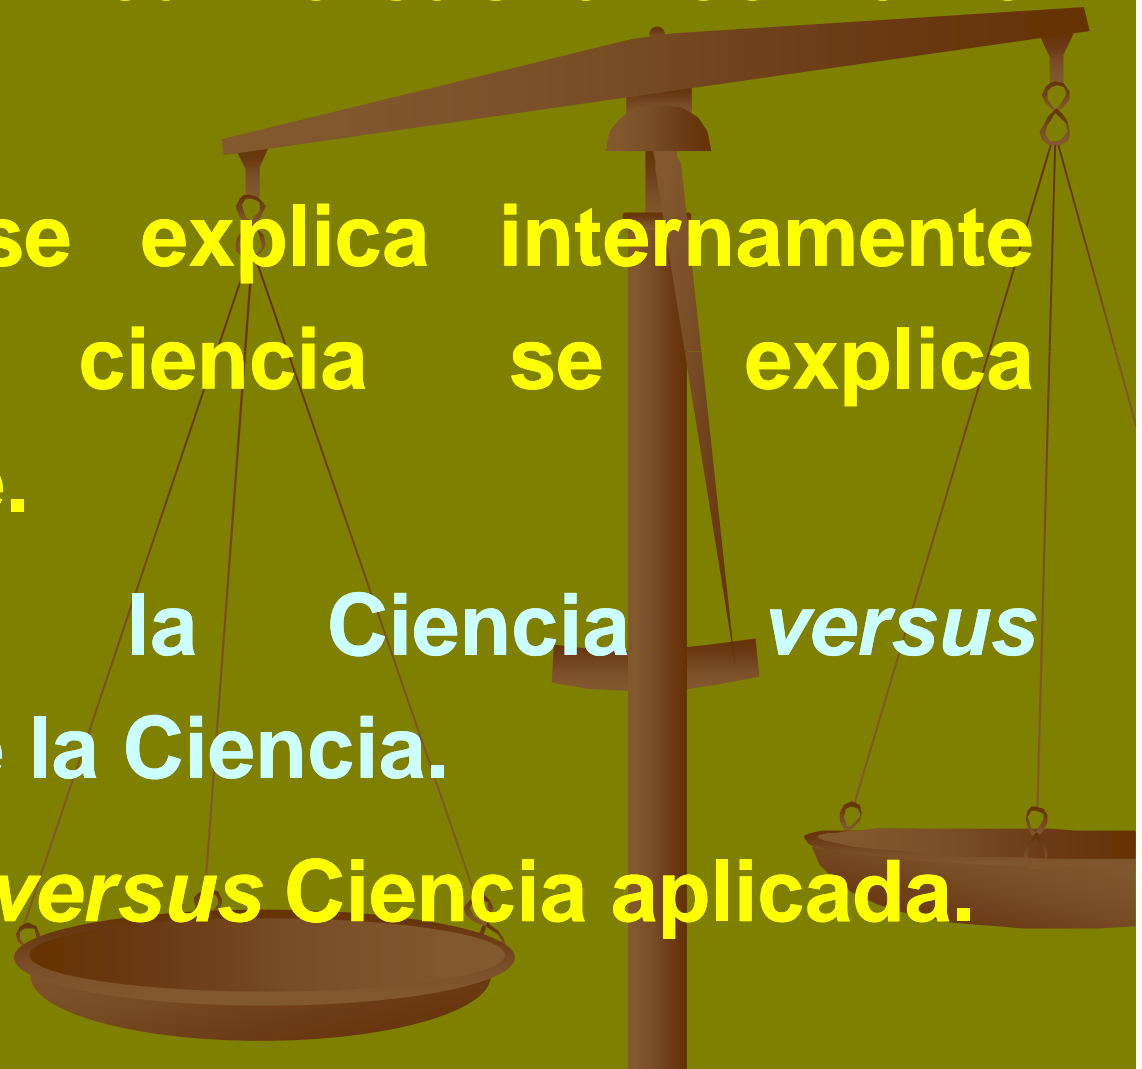 se explica internamente
ciencia se explica
la Ciencia versus
la Ciencia.
versus Ciencia aplicada.